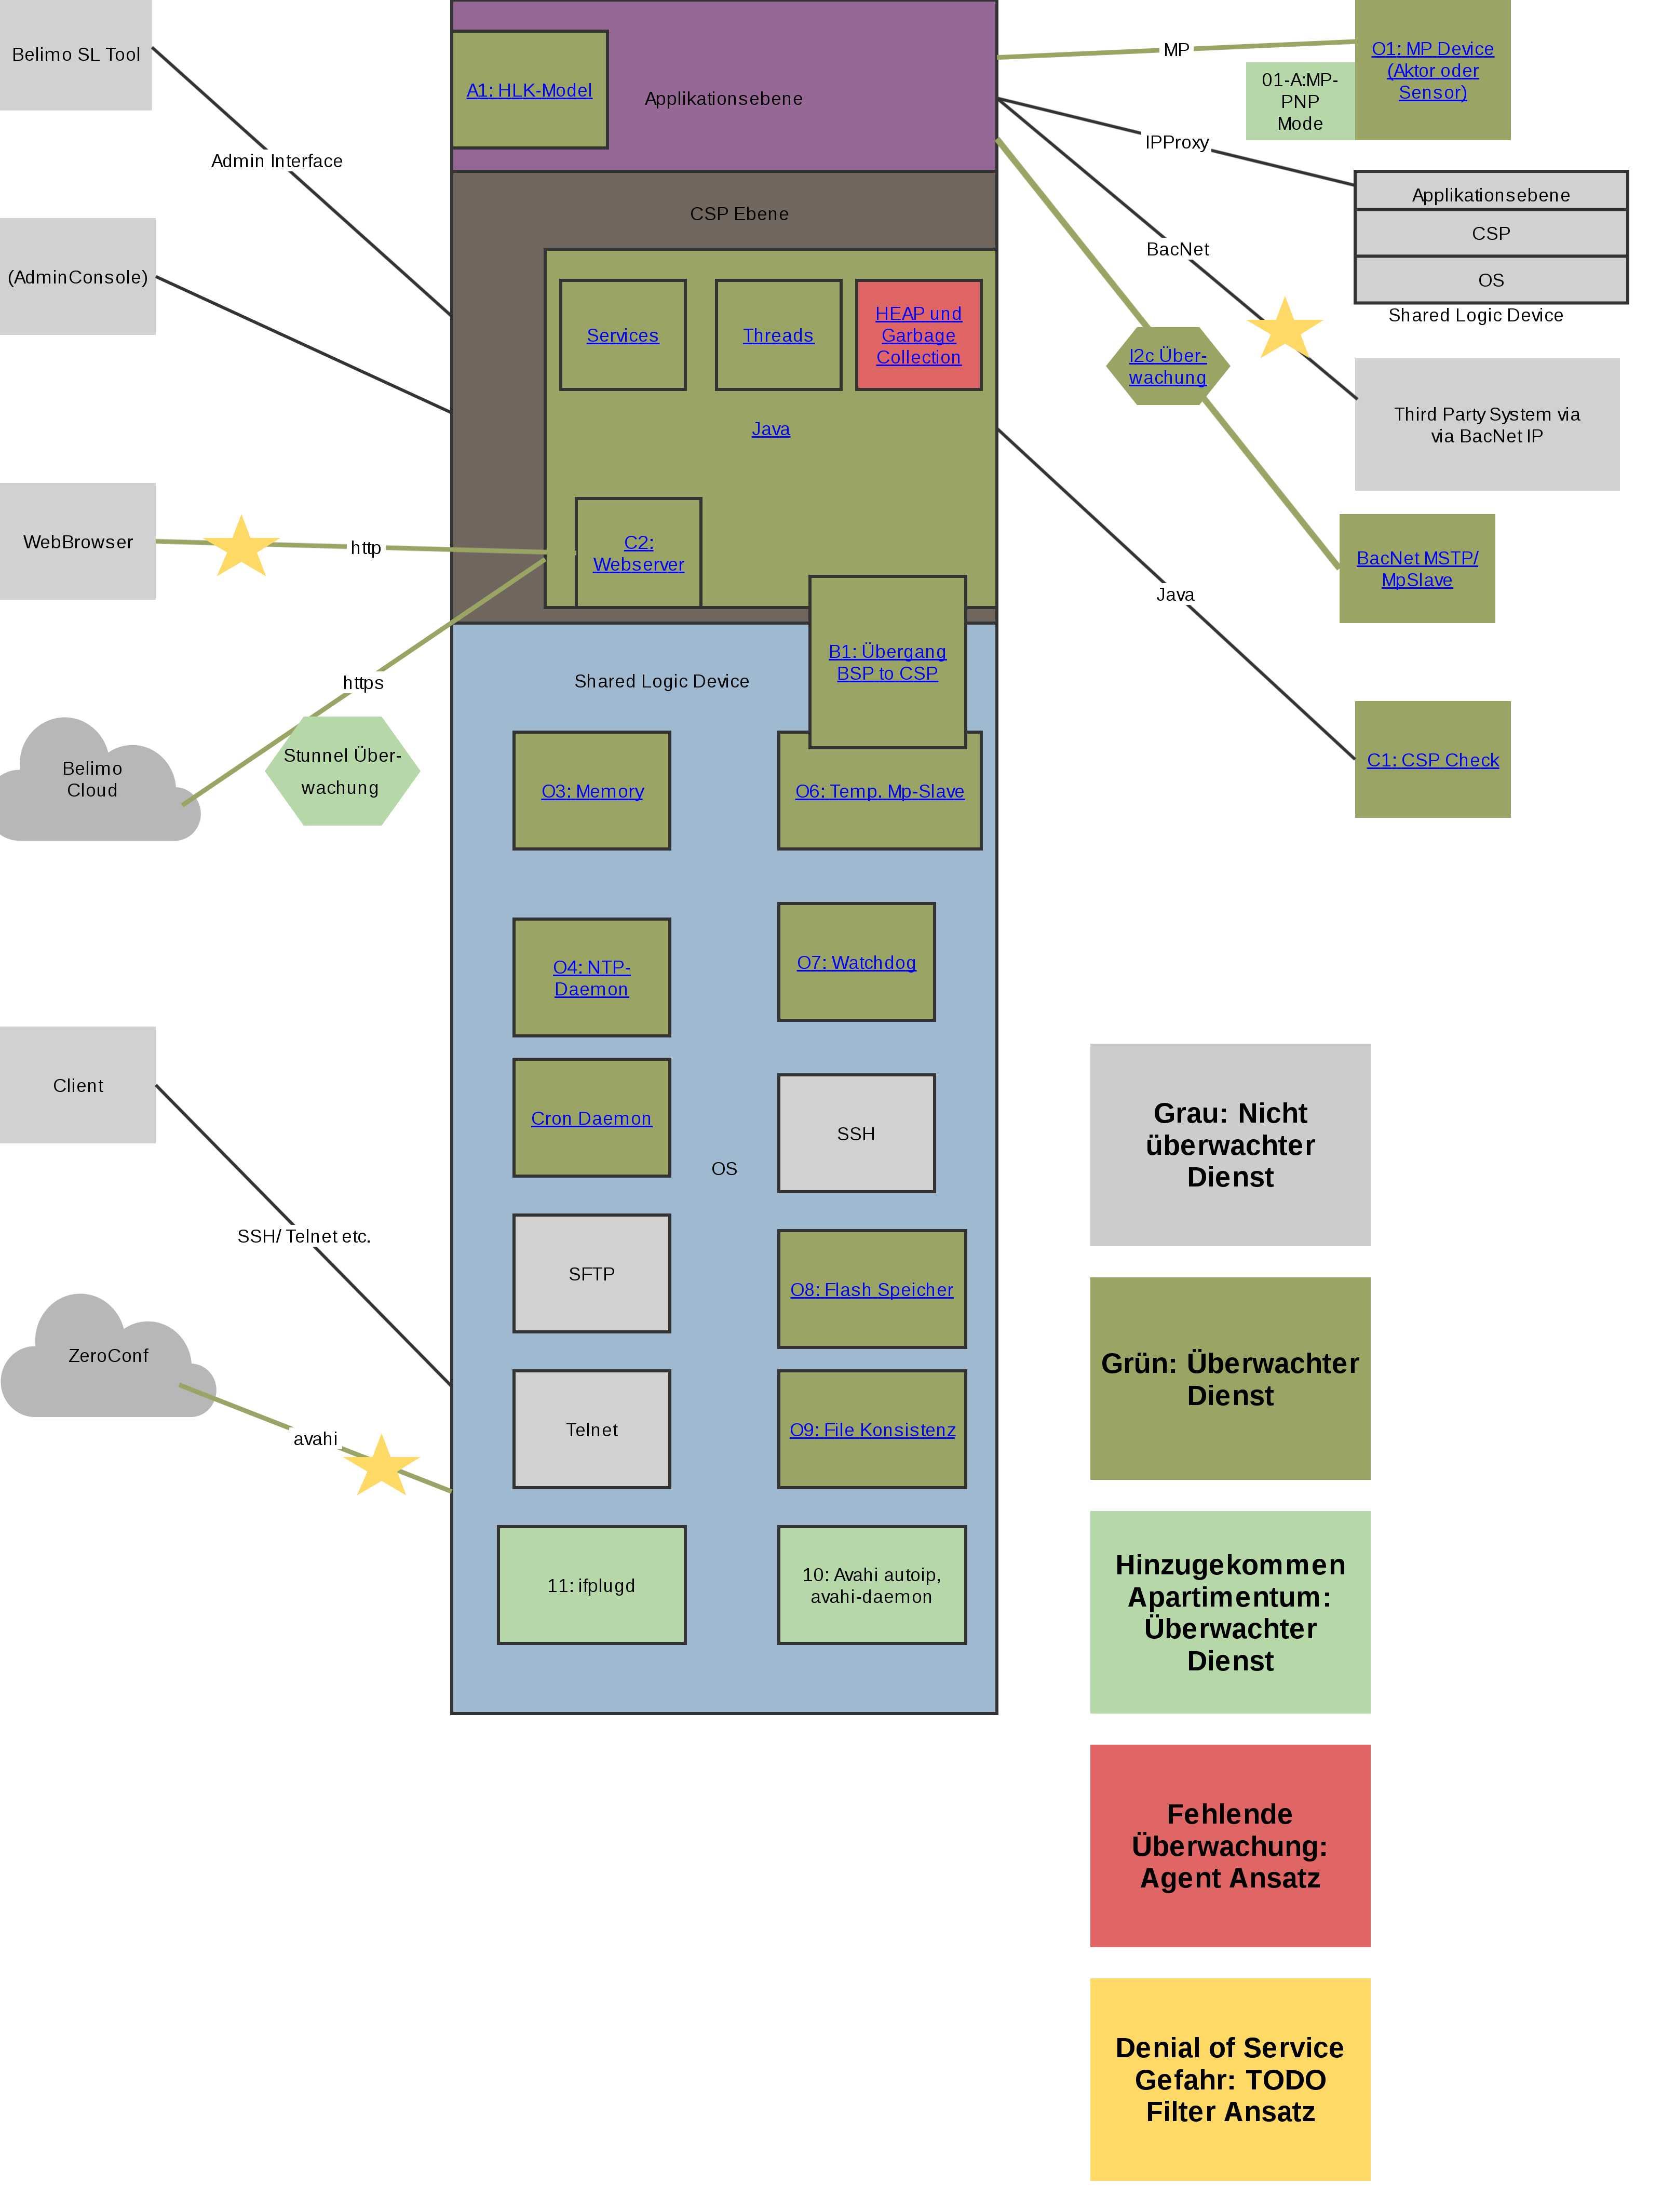 Belimo SL Tool
Admin Interface
(AdminConsole)
WebBrowser
http
https
Belimo
Cloud
Stunnel Über-
wachung
Client
SSH/ Telnet etc.
ZeroConf
avahi
A1: HLK-Model
Applikationsebene
CSP Ebene
Services
Threads
HEAP und
Garbage
Collection
Java
C2:
Webserver
B1: Übergang
BSP to CSP
Shared Logic Device
O3: Memory
O6: Temp. Mp-Slave
O4: NTP-
Daemon
O7: Watchdog
Cron Daemon
SSH
OS
SFTP
O8: Flash Speicher
Telnet
O9: File Konsistenz
11: ifplugd
10: Avahi autoip,
avahi-daemon
MP
O1: MP Device
(Aktor oder
Sensor)
01-A:MP-
PNP
Mode
IPProxy
Applikationsebene
CSP
OS
Shared Logic Device
BacNet
I2c Über-
wachung
Third Party System via
via BacNet IP
BacNet MSTP/
MpSlave
Java
C1: CSP Check
Grau: Nicht
überwachter
Dienst
Grün: Überwachter
Dienst
Hinzugekommen
Apartimentum:
Überwachter
Dienst
Fehlende
Überwachung:
Agent Ansatz
Denial of Service
Gefahr: TODO
Filter Ansatz